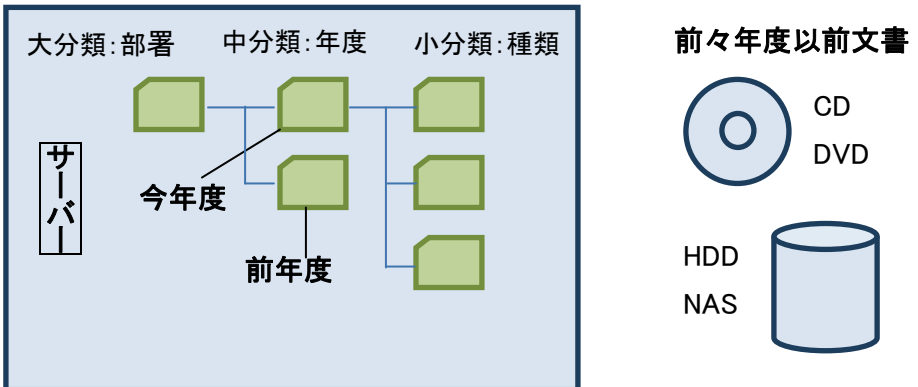 大分類：部署
中分類：年度
小分類：種類
サーバー
今年度
前年度
前々年度以前文書
CD
DVD
HDD
NAS